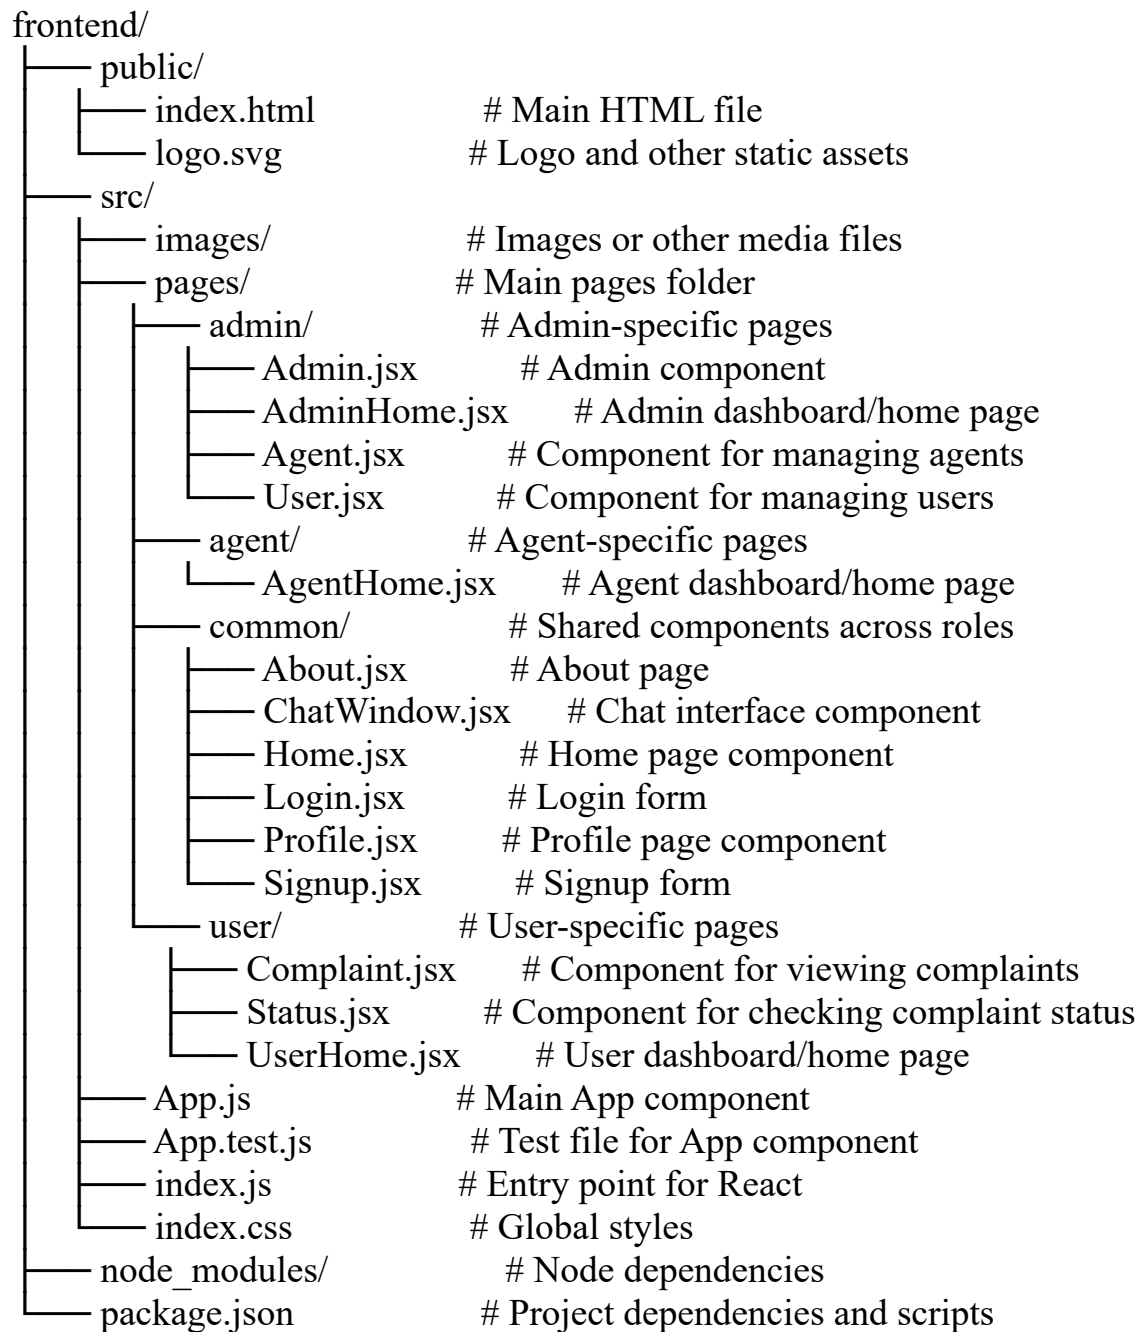 frontend/
public/
index.html # Main HTML file
logo.svg # Logo and other static assets
src/
images/ # Images or other media files
pages/ # Main pages folder
admin/ # Admin-specific pages
Admin.jsx # Admin component
AdminHome.jsx # Admin dashboard/home page
Agent.jsx # Component for managing agents
User.jsx # Component for managing users
agent/ # Agent-specific pages
AgentHome.jsx # Agent dashboard/home page
common/ # Shared components across roles
About.jsx # About page
ChatWindow.jsx # Chat interface component
Home.jsx # Home page component
Login.jsx # Login form
Profile.jsx # Profile page component
Signup.jsx # Signup form
user/ # User-specific pages
Complaint.jsx # Component for viewing complaints
Status.jsx # Component for checking complaint status
UserHome.jsx # User dashboard/home page
App.js # Main App component
App.test.js # Test file for App component
index.js # Entry point for React
index.css # Global styles
node_modules/ # Node dependencies
package.json # Project dependencies and scripts